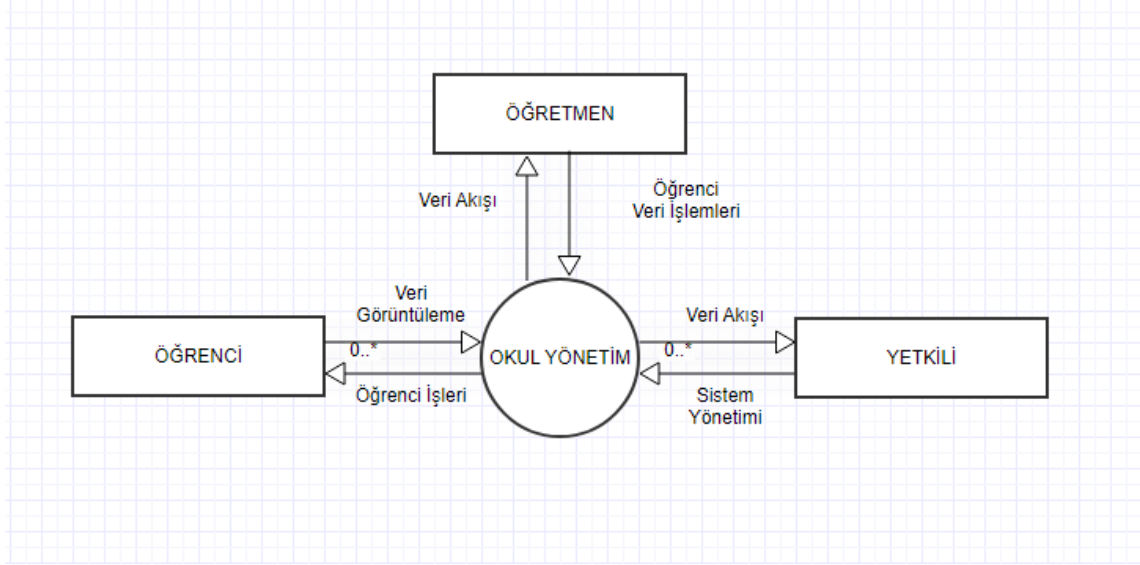 ÖĞRETMEN
Veri Akışı
Öğrenci
Veri İşlemleri
Veri
Görüntüleme
0..*
ÖĞRENCİ
Öğrenci İşleri
OKUL YÖNETİM
Veri Akışı
0..*
YETKİLİ
Sistem
Yönetimi